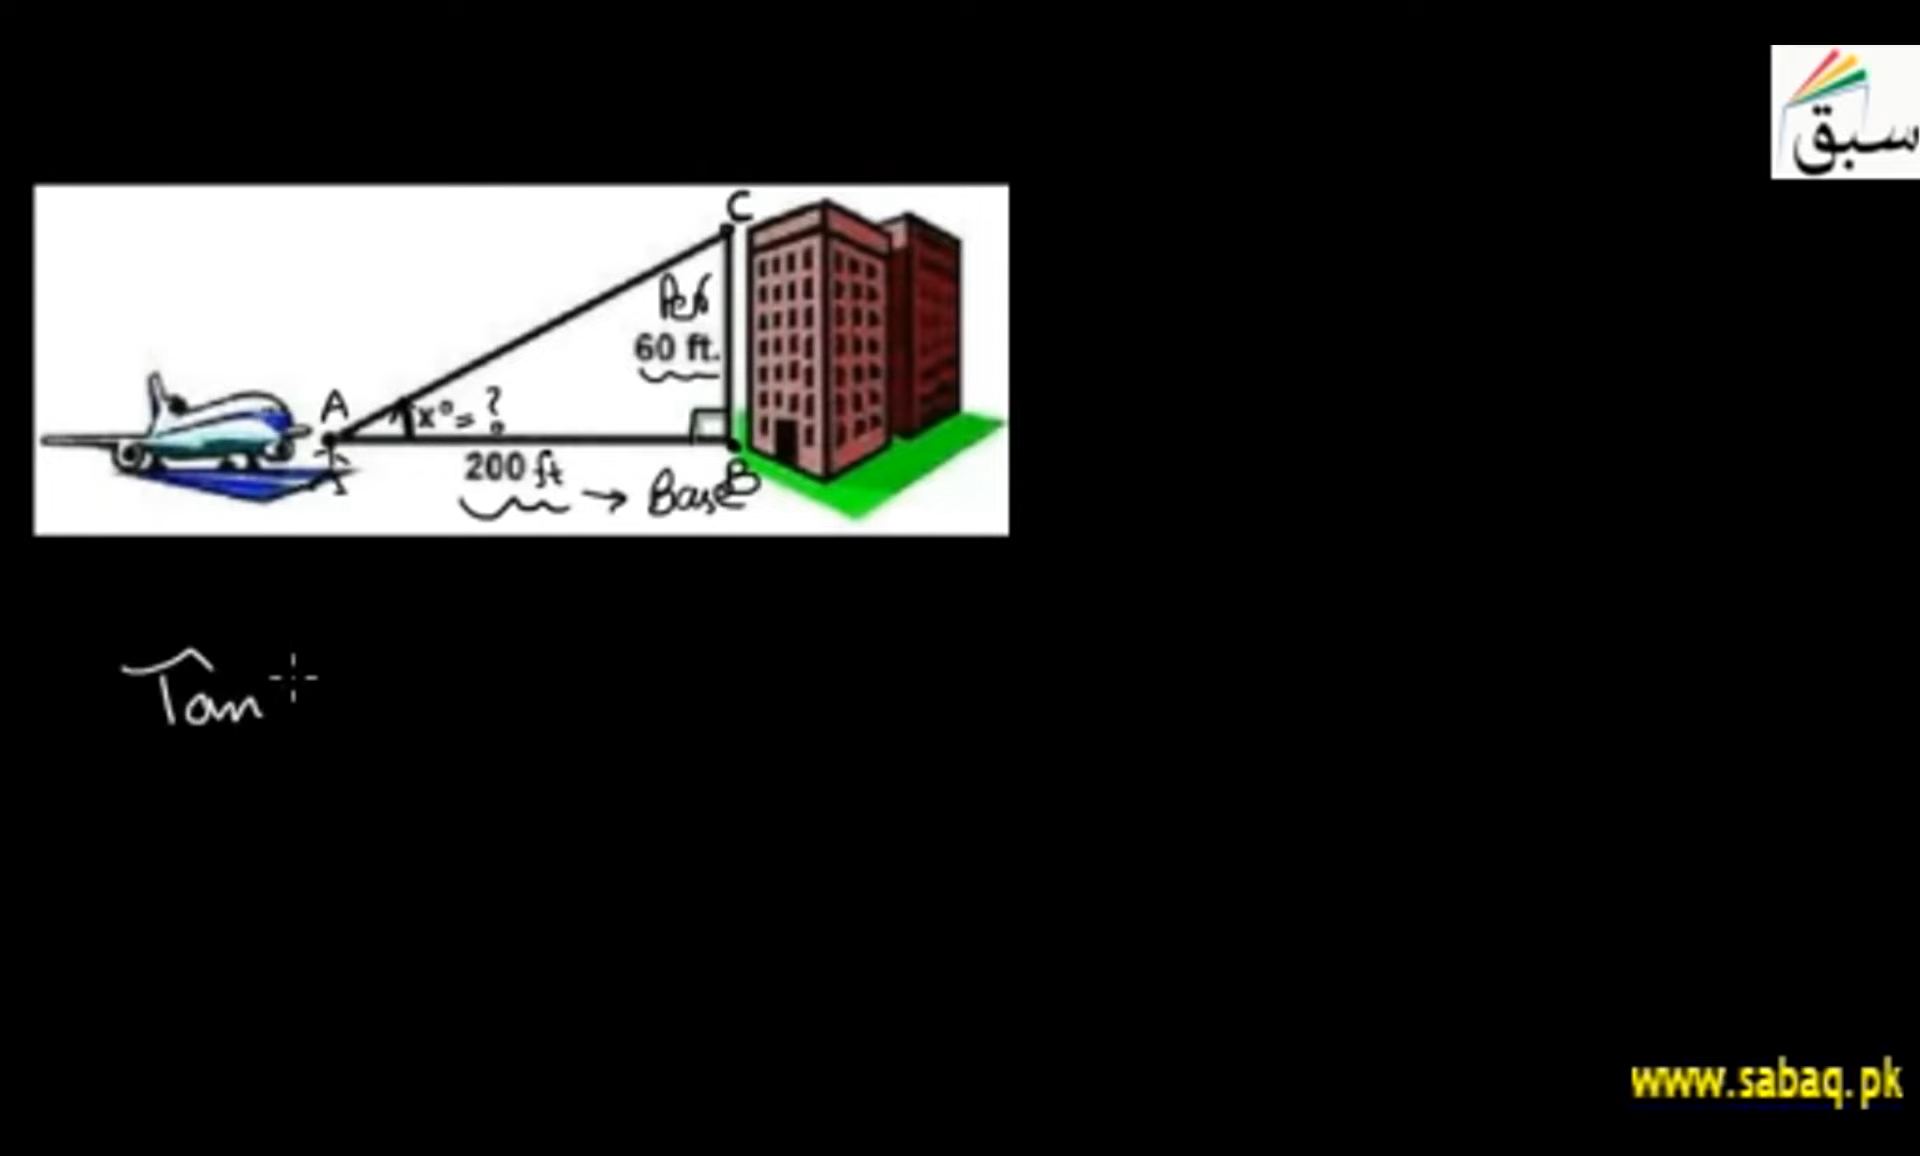 سبق
C
Per
60 ft.
A
x°= ?
200 ft → Base
B
Tan
www.sabaq.pk